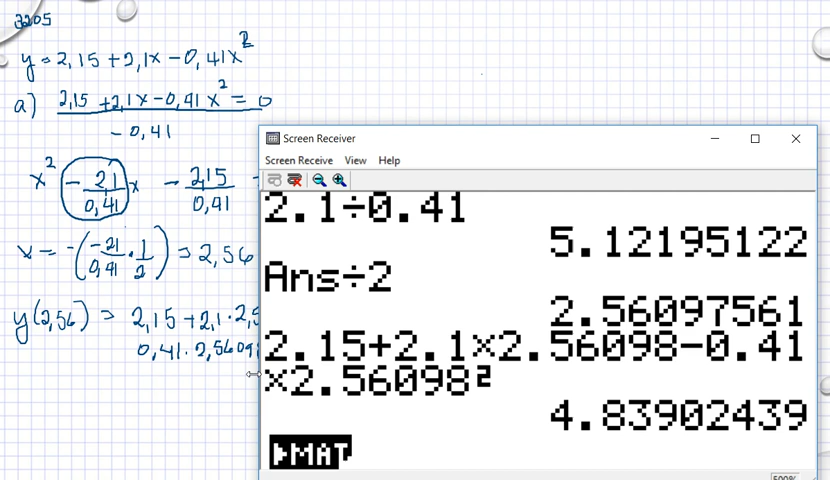 2205
y = 2,15 + 2,1x - 0,41x²
a) 2,15 + 2,1x - 0,41x² = 0
- 0,41
x² - 2,1/0,41 x - 2,15/0,41
x = -(-2,1/0,41 · 1/2) => 2,56
y(2,56) => 2,15 + 2,1 · 2,5
0,41 · 2,5609
Screen Receiver
Screen Receive View Help
2.1÷0.41
5.12195122
Ans÷2
2.56097561
2.15+2.1×2.56098-0.41
×2.56098²
4.83902439
►MAT
500%